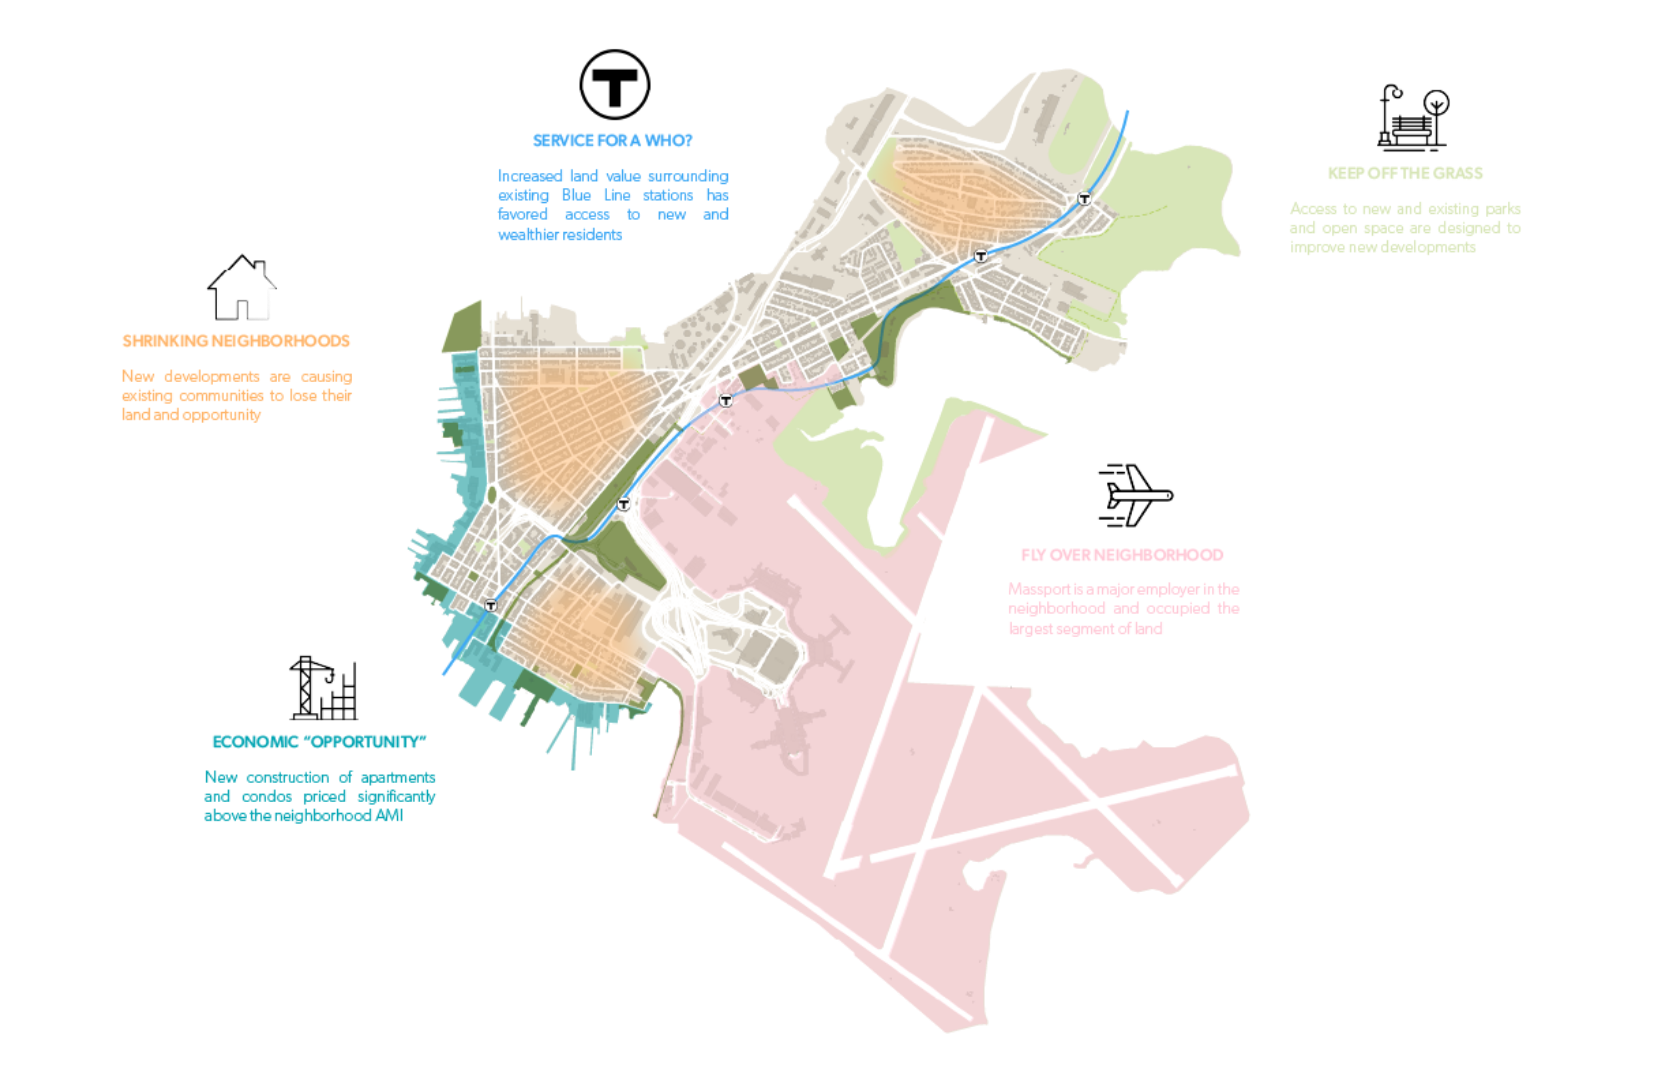 T
SERVICE FOR A WHO?
Increased land value surrounding
existing Blue Line stations has
favored access to new and
wealthier residents
KEEP OFF THE GRASS
Access to new and existing parks
and open space are designed to
improve new developments
SHRINKING NEIGHBORHOODS
New developments are causing
existing communities to lose their
land and opportunity
T
T
T
T
T
FLY OVER NEIGHBORHOOD
Massport is a major employer in the
neighborhood and occupied the
largest segment of land
ECONOMIC “OPPORTUNITY”
New construction of apartments
and condos priced significantly
above the neighborhood AMI